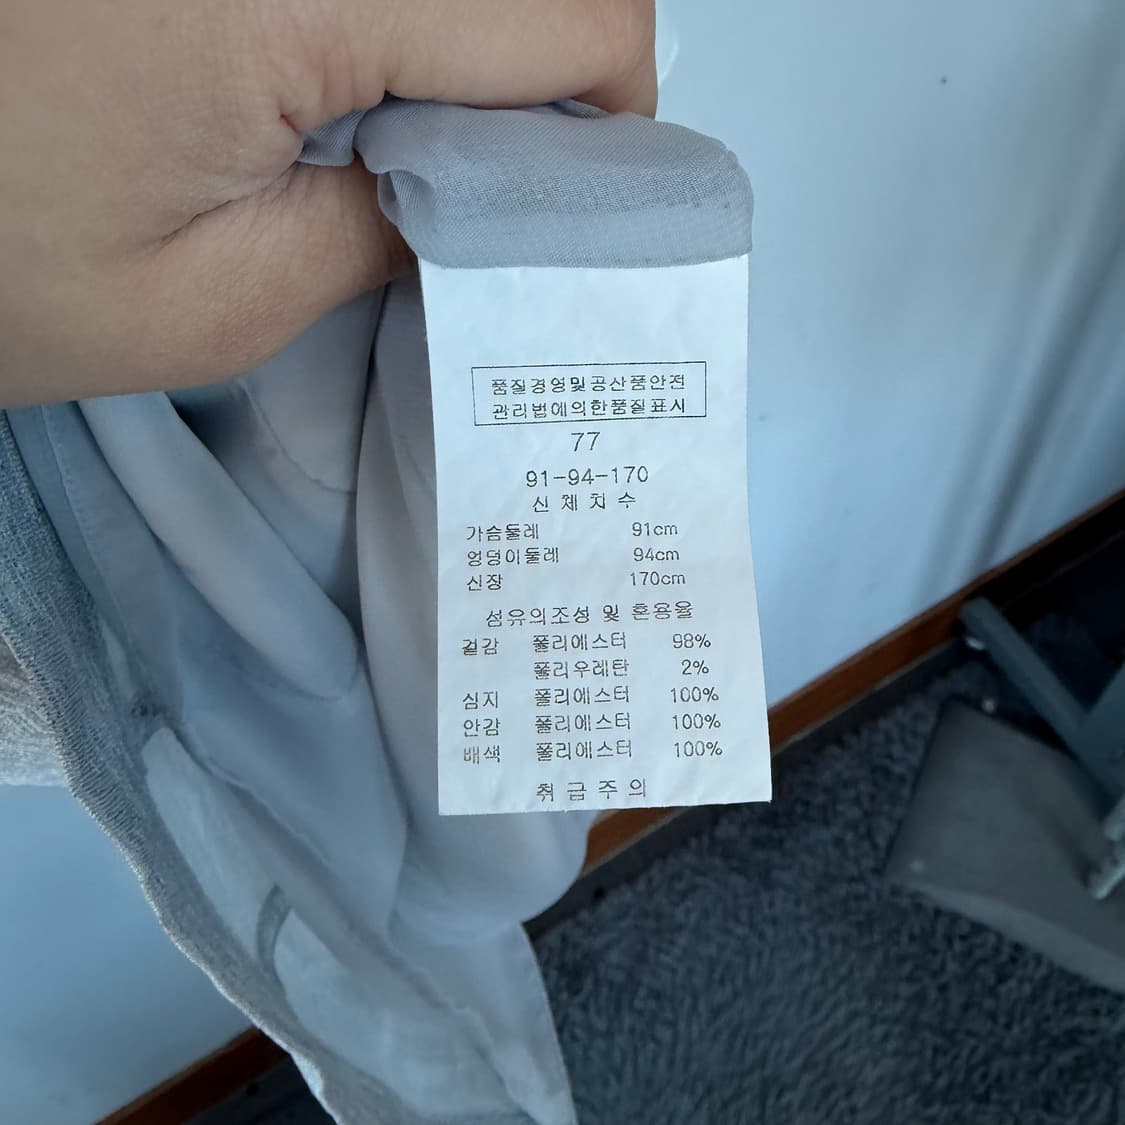 품질경영및공산품안전
관리법에의한품질표시
77
91-94-170
신체치수
가슴둘레 91cm
엉덩이둘레 94cm
신장 170cm
섬유의조성 및 혼용율
겉감 폴리에스터 98%
폴리우레탄 2%
심지 폴리에스터 100%
안감 폴리에스터 100%
배색 폴리에스터 100%
취급주의